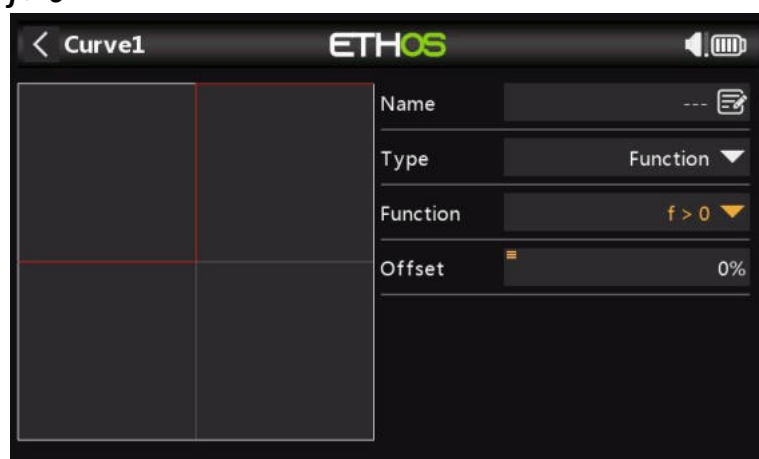 Curve1
ETHOS
Name ---
Type Function
Function f > 0
Offset 0%